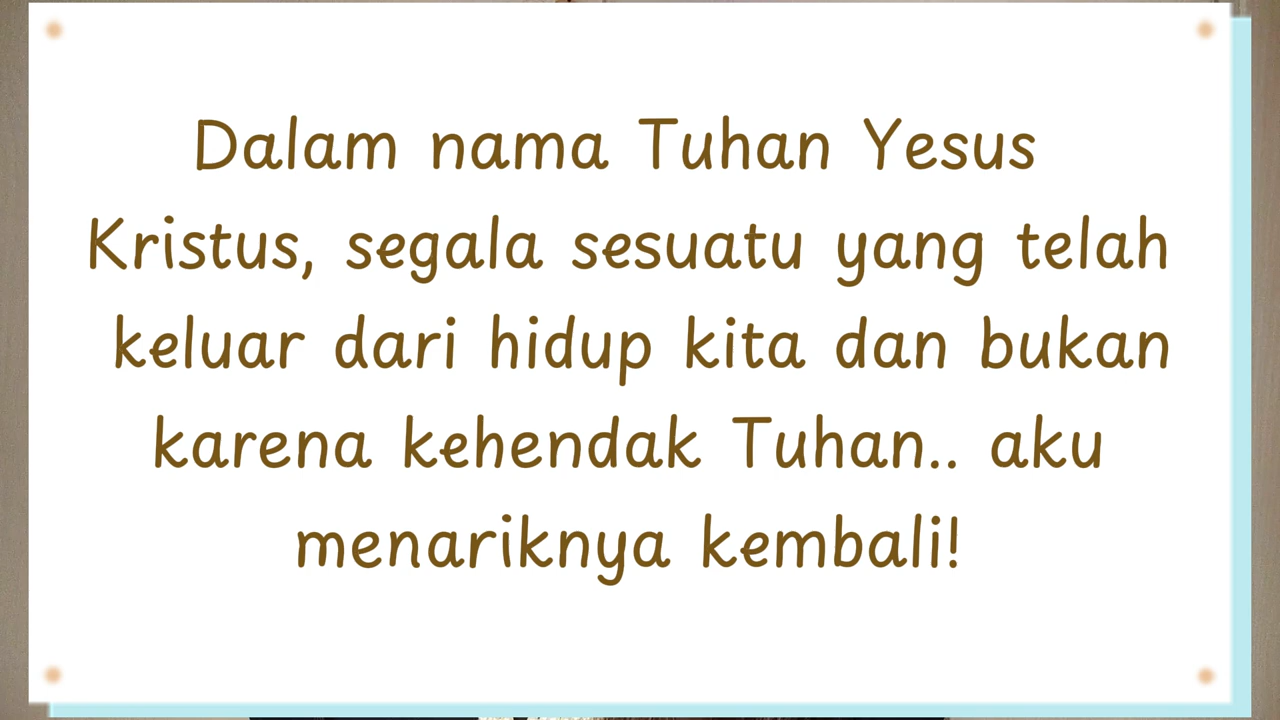 Dalam nama Tuhan Yesus
Kristus, segala sesuatu yang telah
keluar dari hidup kita dan bukan
karena kehendak Tuhan.. aku
menariknya kembali!